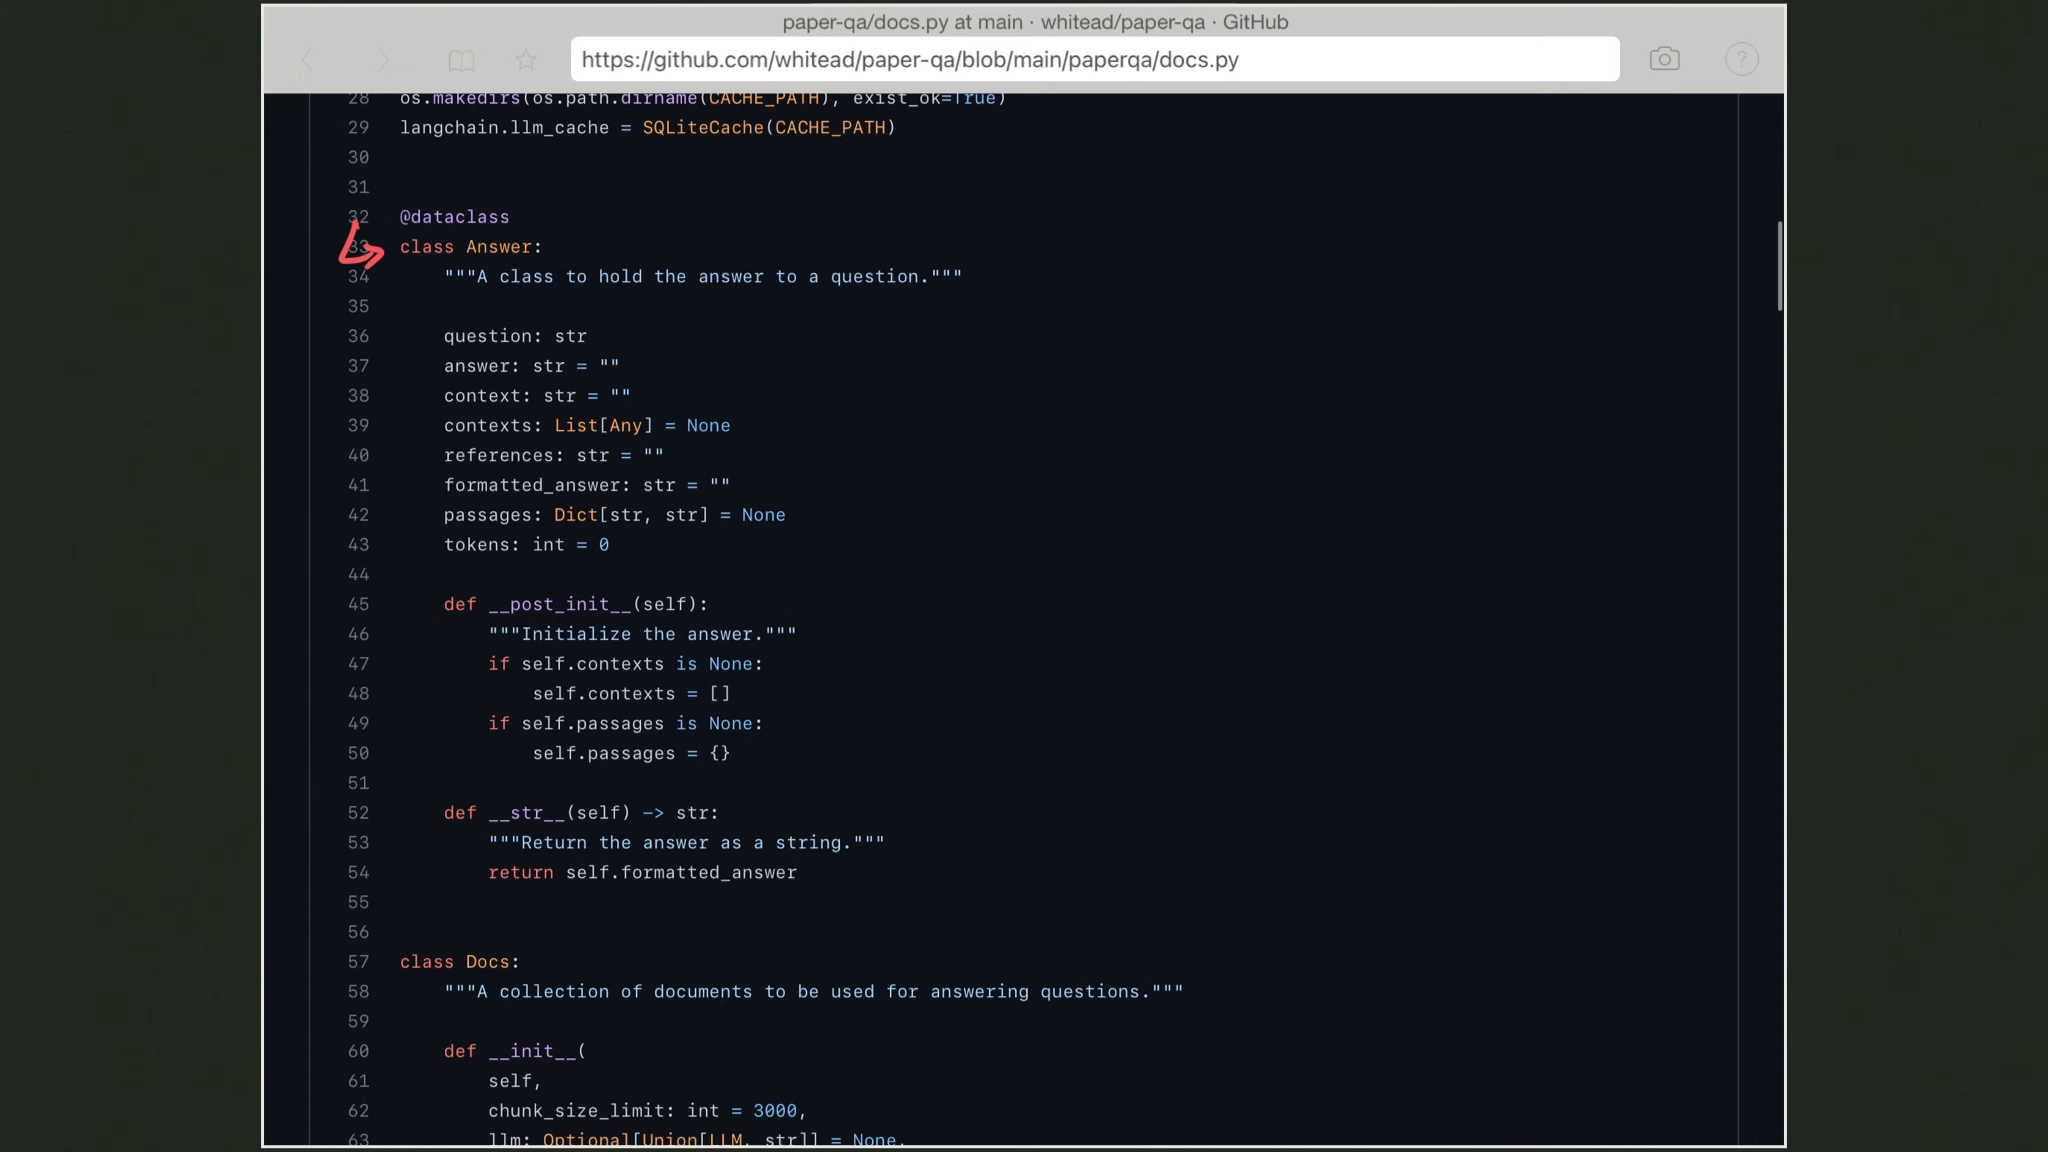 paper-qa/docs.py at main · whitead/paper-qa · GitHub
https://github.com/whitead/paper-qa/blob/main/paperqa/docs.py
?
28 os.makedirs(os.path.dirname(CACHE_PATH), exist_ok=True)
29 langchain.llm_cache = SQLiteCache(CACHE_PATH)
30
31
32 @dataclass
33 class Answer:
34     """A class to hold the answer to a question."""
35
36     question: str
37     answer: str = ""
38     context: str = ""
39     contexts: List[Any] = None
40     references: str = ""
41     formatted_answer: str = ""
42     passages: Dict[str, str] = None
43     tokens: int = 0
44
45     def __post_init__(self):
46         """Initialize the answer."""
47         if self.contexts is None:
48             self.contexts = []
49         if self.passages is None:
50             self.passages = {}
51
52     def __str__(self) -> str:
53         """Return the answer as a string."""
54         return self.formatted_answer
55
56
57 class Docs:
58     """A collection of documents to be used for answering questions."""
59
60     def __init__(
61         self,
62         chunk_size_limit: int = 3000,
63         llm: Optional[Union[LLM, str]] = None,